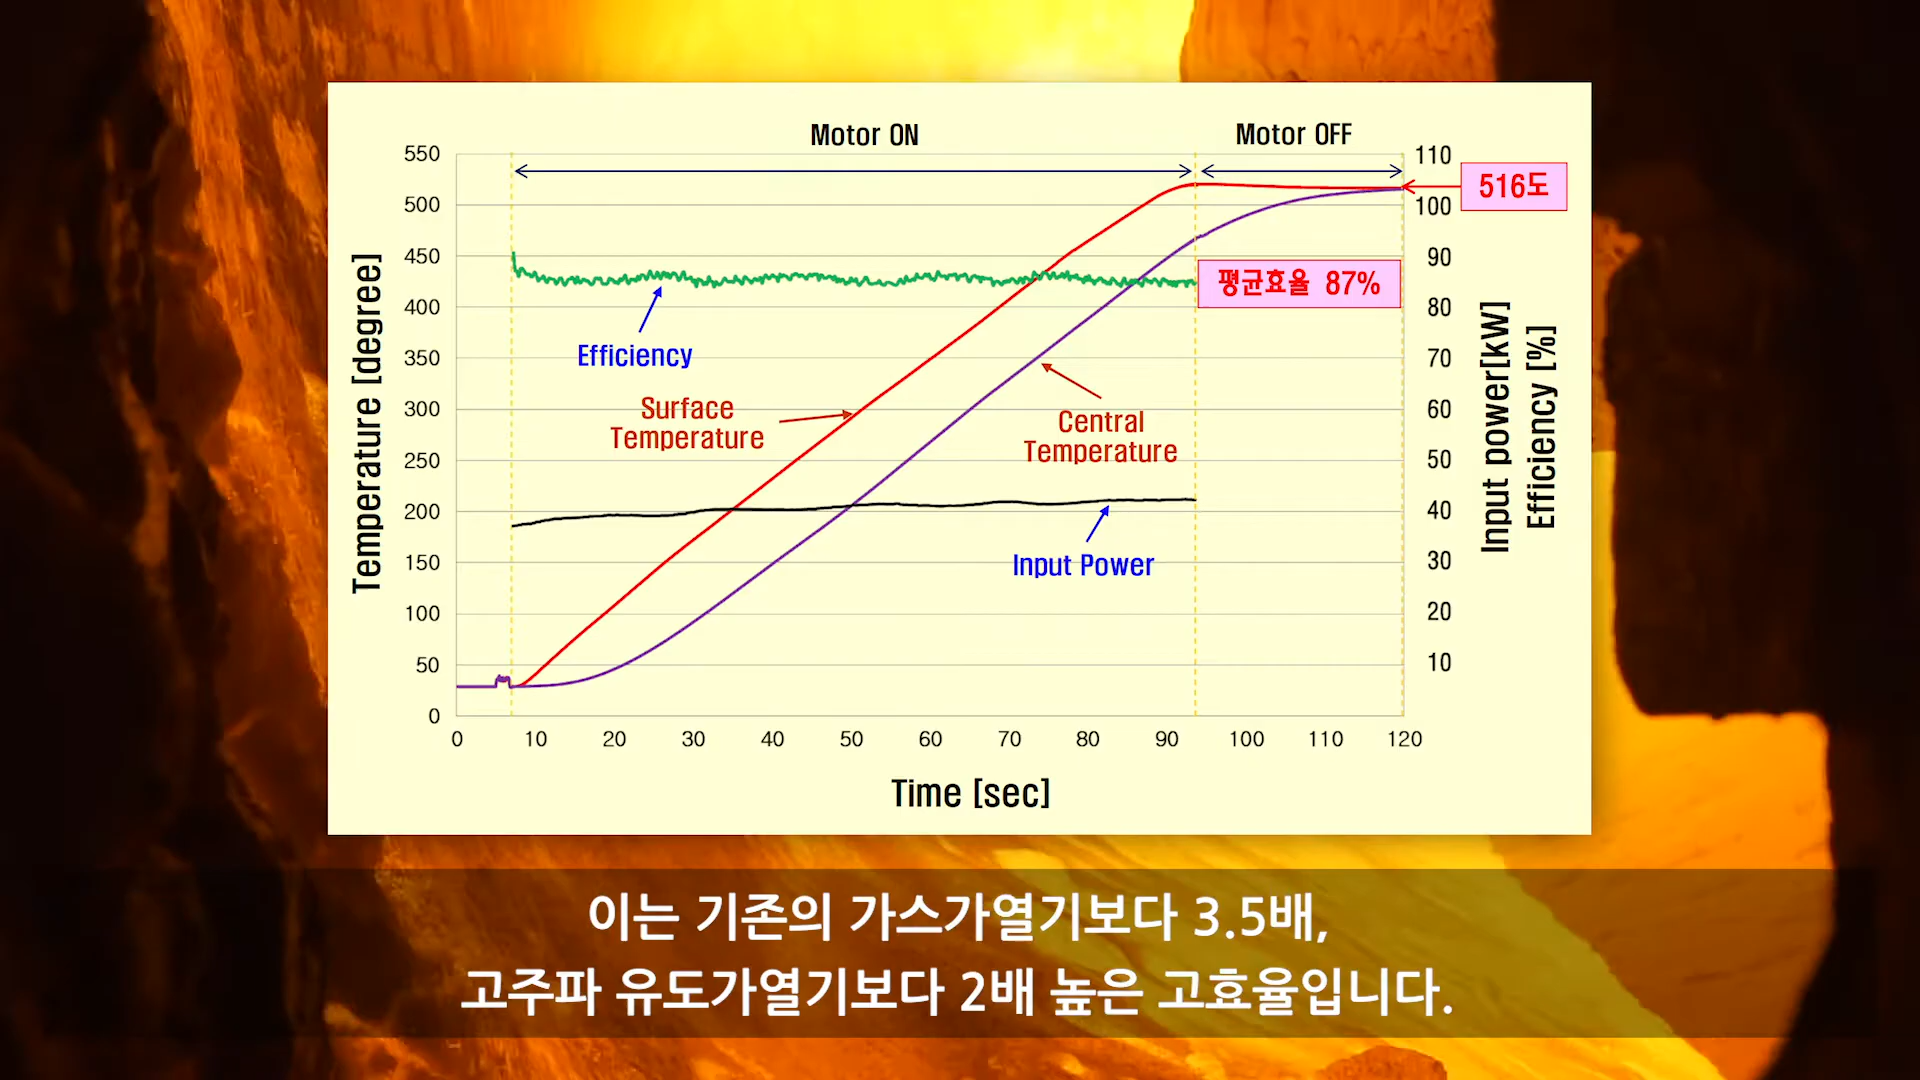 Motor ON
Motor OFF
550
500
450
400
350
300
250
200
150
100
50
0
110
100
90
80
70
60
50
40
30
20
10
516도
평균효율 87%
Efficiency
Surface
Temperature
Central
Temperature
Input Power
Temperature [degree]
Input power[kW]
Efficiency [%]
0 10 20 30 40 50 60 70 80 90 100 110 120
Time [sec]
이는 기존의 가스가열기보다 3.5배,
고주파 유도가열기보다 2배 높은 고효율입니다.